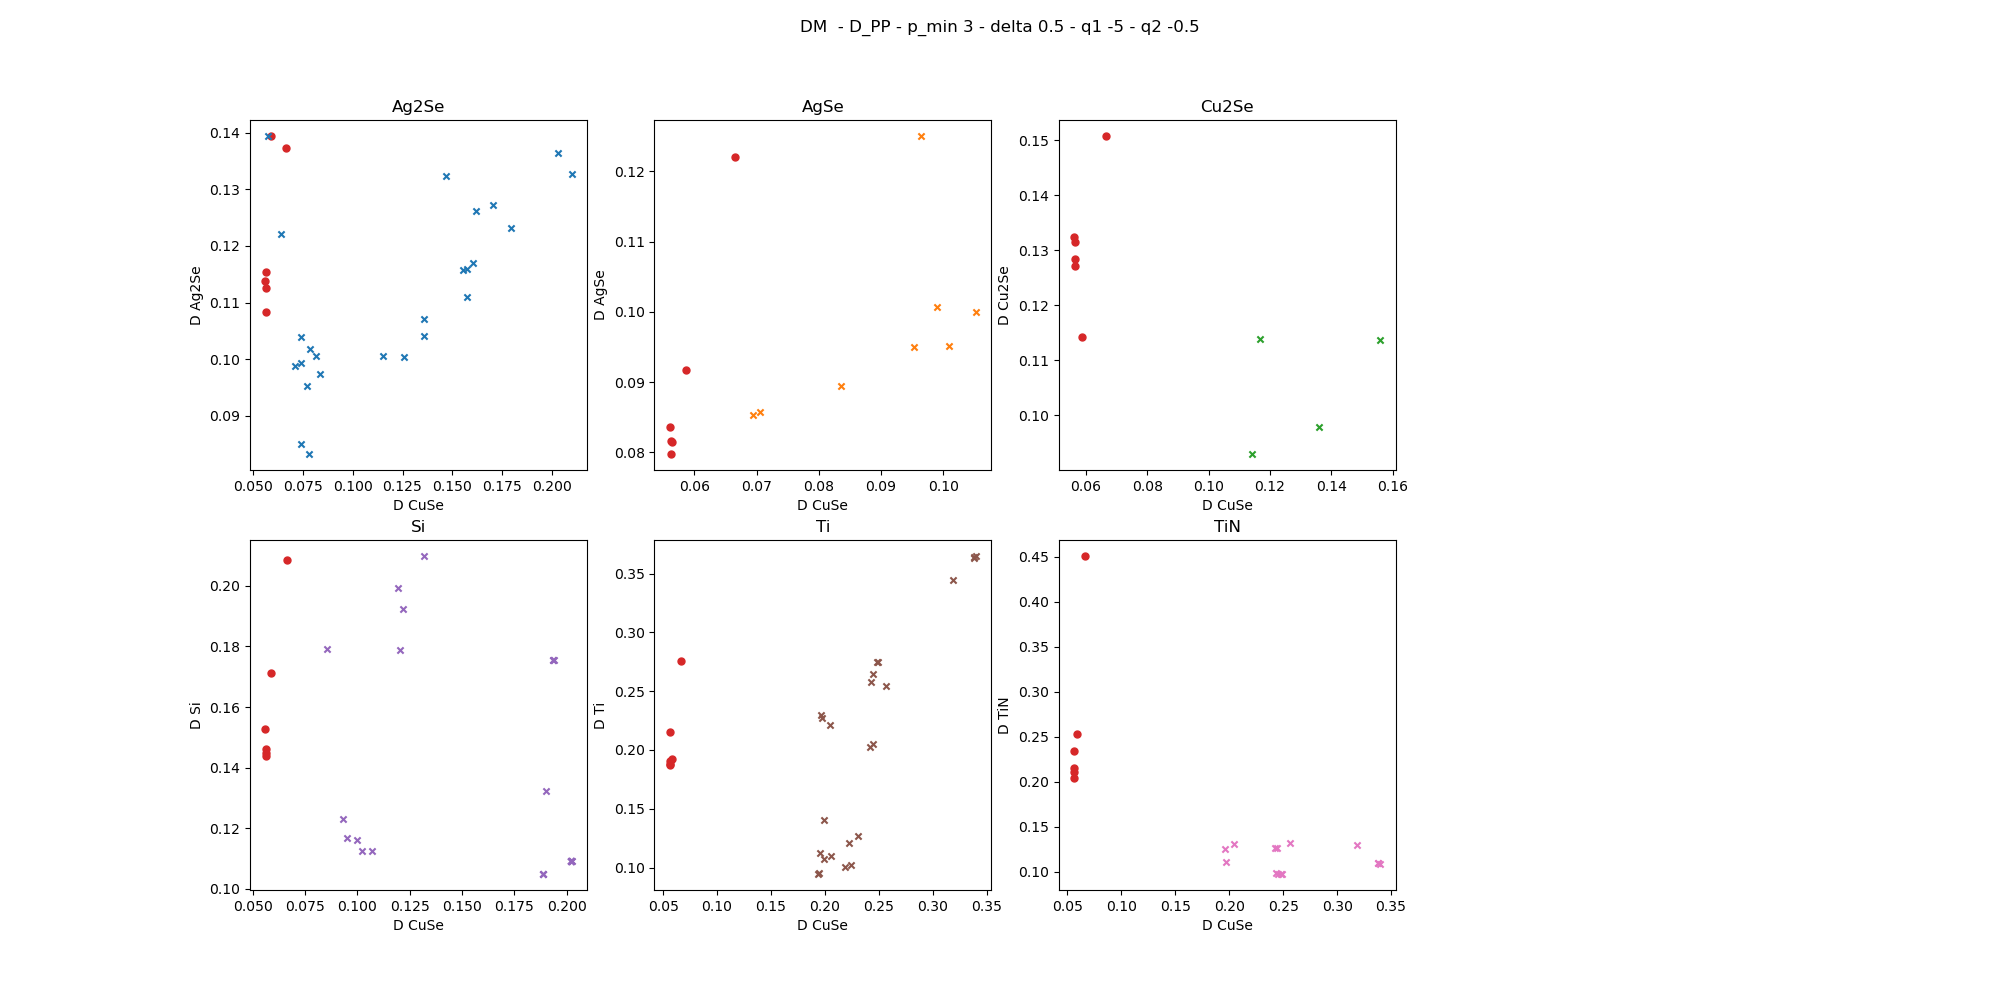 DM - D_PP - p_min 3 - delta 0.5 - q1 -5 - q2 -0.5
Ag2Se
0.14
0.13
0.12
0.11
0.10
0.09
D Ag2Se
0.050 0.075 0.100 0.125 0.150 0.175 0.200
D CuSe
AgSe
0.12
0.11
0.10
0.09
0.08
D AgSe
0.06 0.07 0.08 0.09 0.10
D CuSe
Cu2Se
0.15
0.14
0.13
0.12
0.11
0.10
D Cu2Se
0.06 0.08 0.10 0.12 0.14 0.16
D CuSe
Si
0.20
0.18
0.16
0.14
0.12
0.10
D Si
0.050 0.075 0.100 0.125 0.150 0.175 0.200
D CuSe
Ti
0.35
0.30
0.25
0.20
0.15
0.10
D Ti
0.05 0.10 0.15 0.20 0.25 0.30 0.35
D CuSe
TiN
0.45
0.40
0.35
0.30
0.25
0.20
0.15
0.10
D TiN
0.05 0.10 0.15 0.20 0.25 0.30 0.35
D CuSe